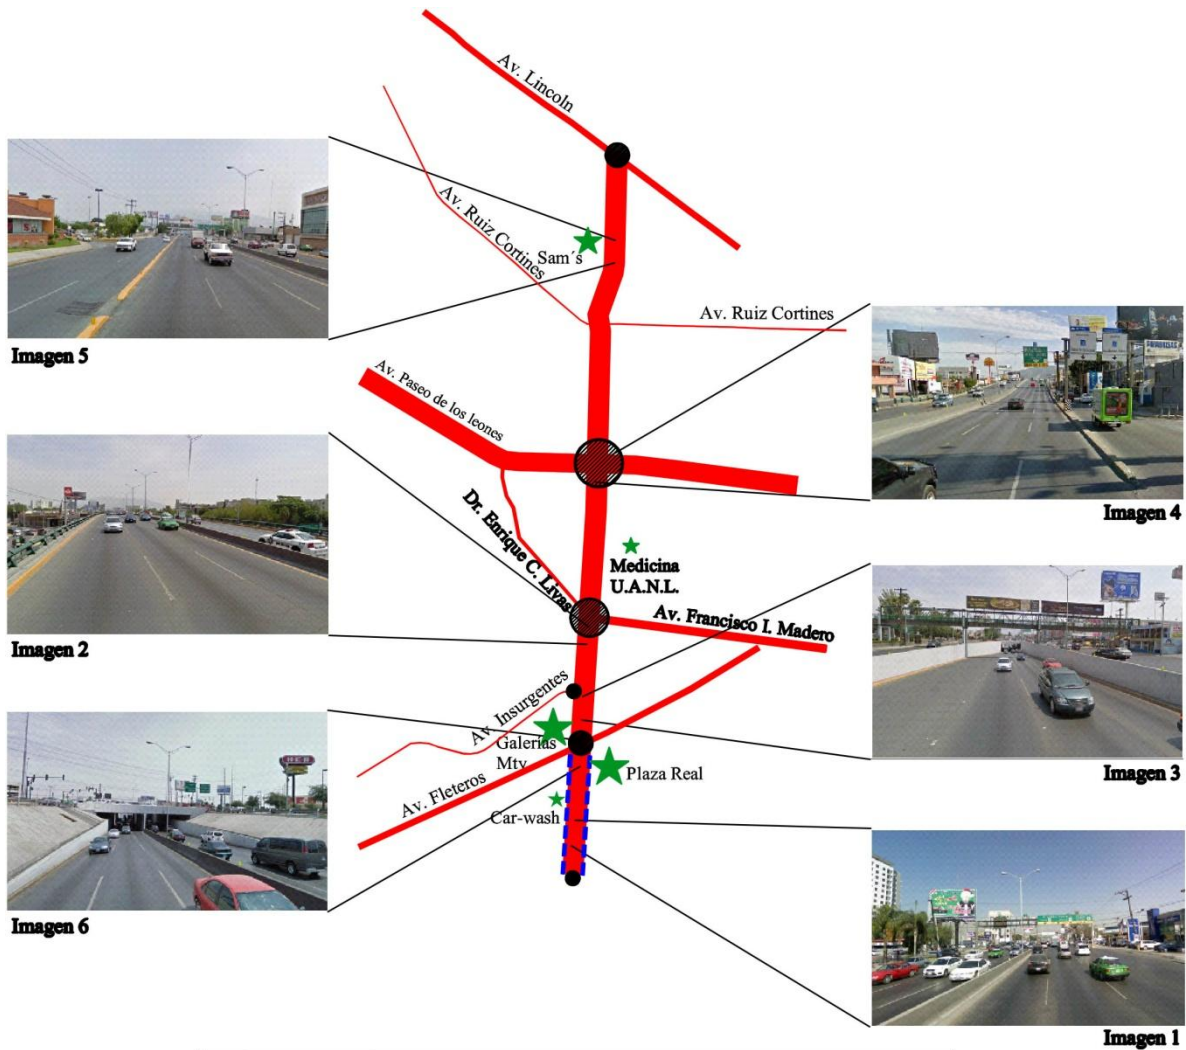 Av. Lincoln
Av. Ruiz Cortines
Sam´s
Av. Ruiz Cortines
Imagen 5
Av. Paseo de los leones
Imagen 4
Dr. Enrique C. Livas
Medicina
U.A.N.L.
Av. Francisco I. Madero
Imagen 2
Av. Insurgentes
Galerías
Mty
Plaza Real
Imagen 3
Av. Fleteros
Car-wash
HEB
Imagen 6
Imagen 1